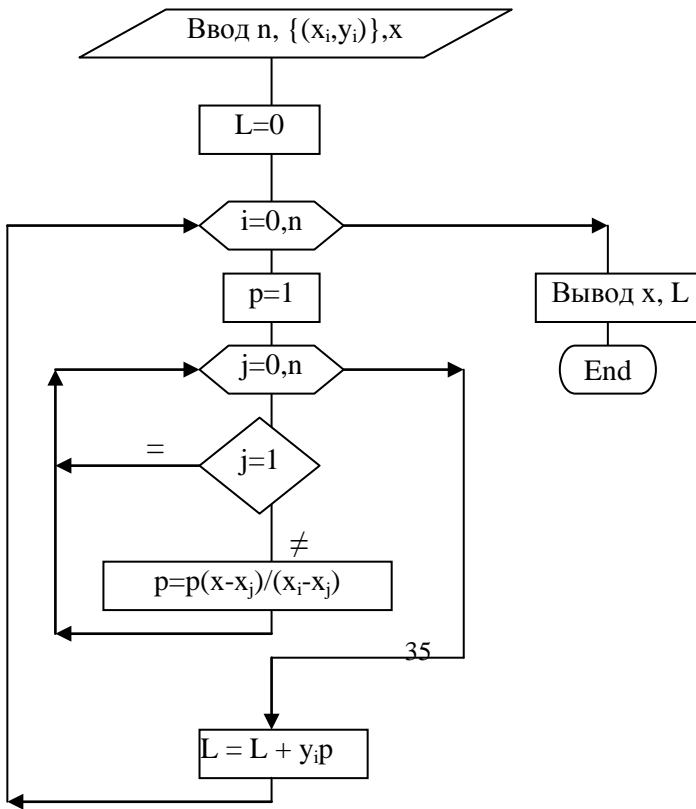 Ввод n, {(xᵢ,yᵢ)},x
L=0
i=0,n
p=1
Вывод x, L
j=0,n
End
=
j=1
≠
p=p(x-xⱼ)/(xᵢ-xⱼ)
35
L = L + yᵢp